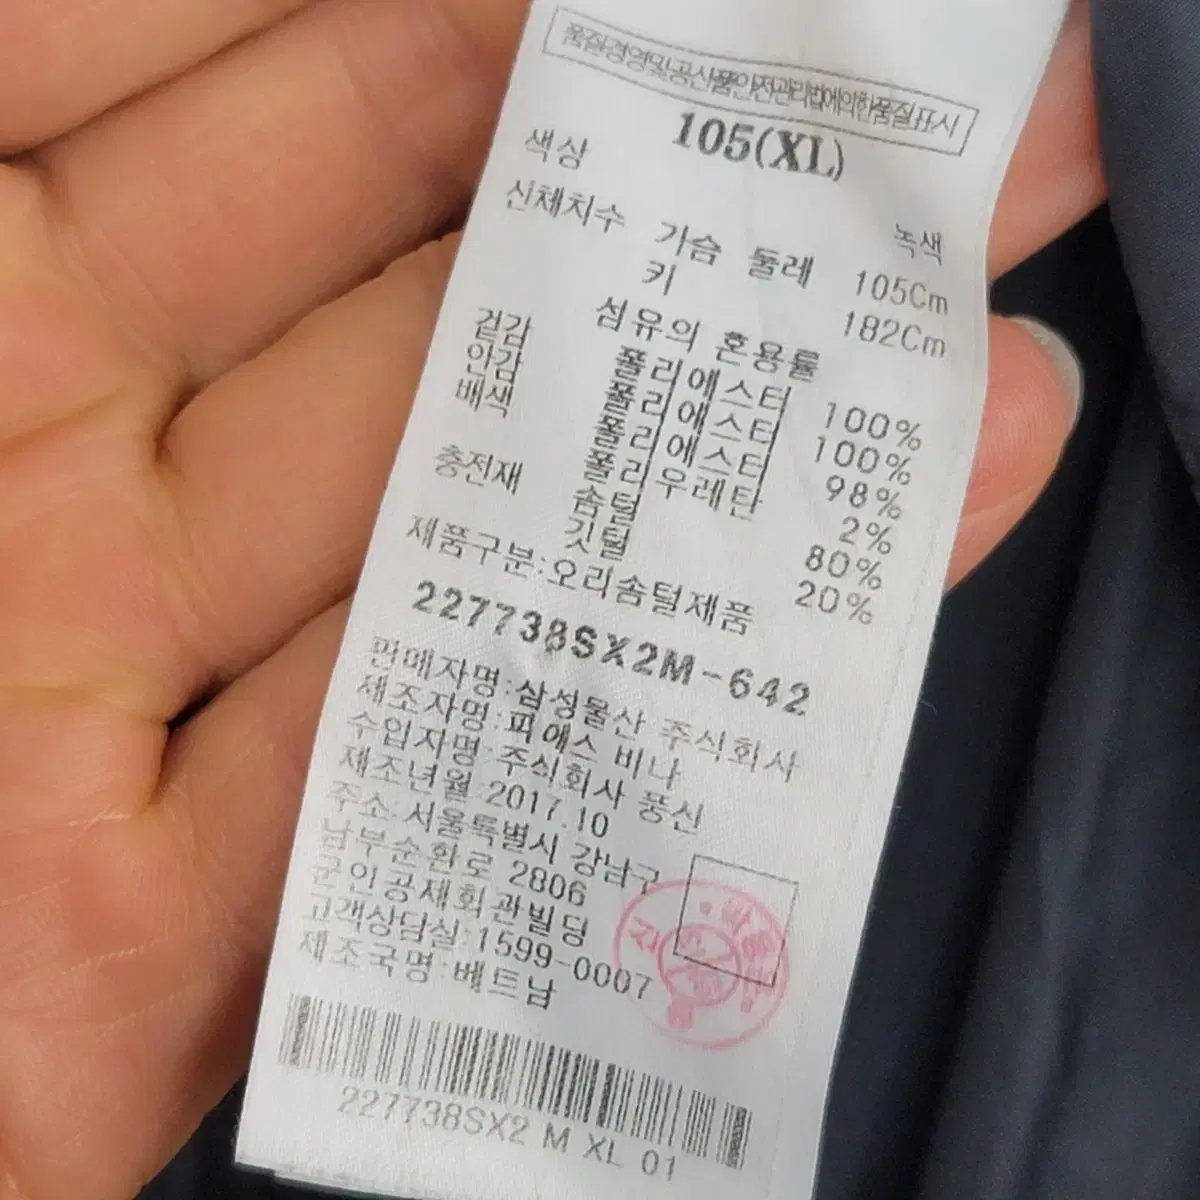 품질경영및공산품안전관리법에의한품질표시
105(XL)
색상 녹색
신체치수 가슴 둘레 105Cm
키 182Cm
섬유의 혼용률
겉감 폴리에스터 100%
안감 폴리에스터 100%
배색 폴리에스터 98%
폴리우레탄 2%
충전재 솜털 80%
깃털 20%
제품구분:오리솜털제품
227738SX2M-642
판매자명:삼성물산 주식회사
제조자명:피에스 비나
수입자명:주식회사 풍신
제조년월:2017.10
주소:서울특별시 강남구
남부순환로 2806
군인공제회관빌딩
고객상담실:1599-0007
제조국명:베트남
227738SX2 M XL 01